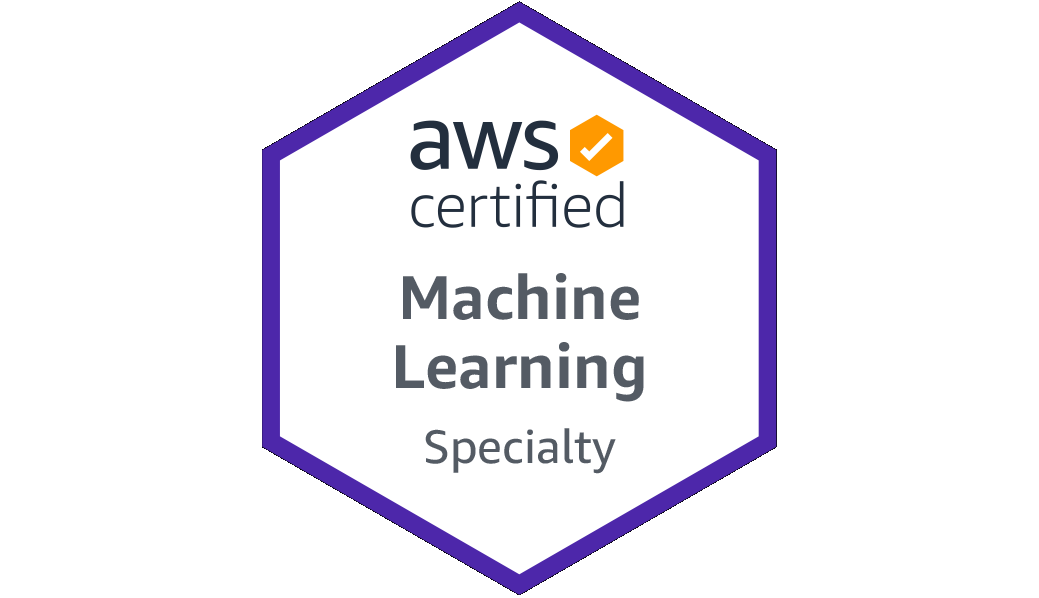 aws
certified
Machine
Learning
Specialty